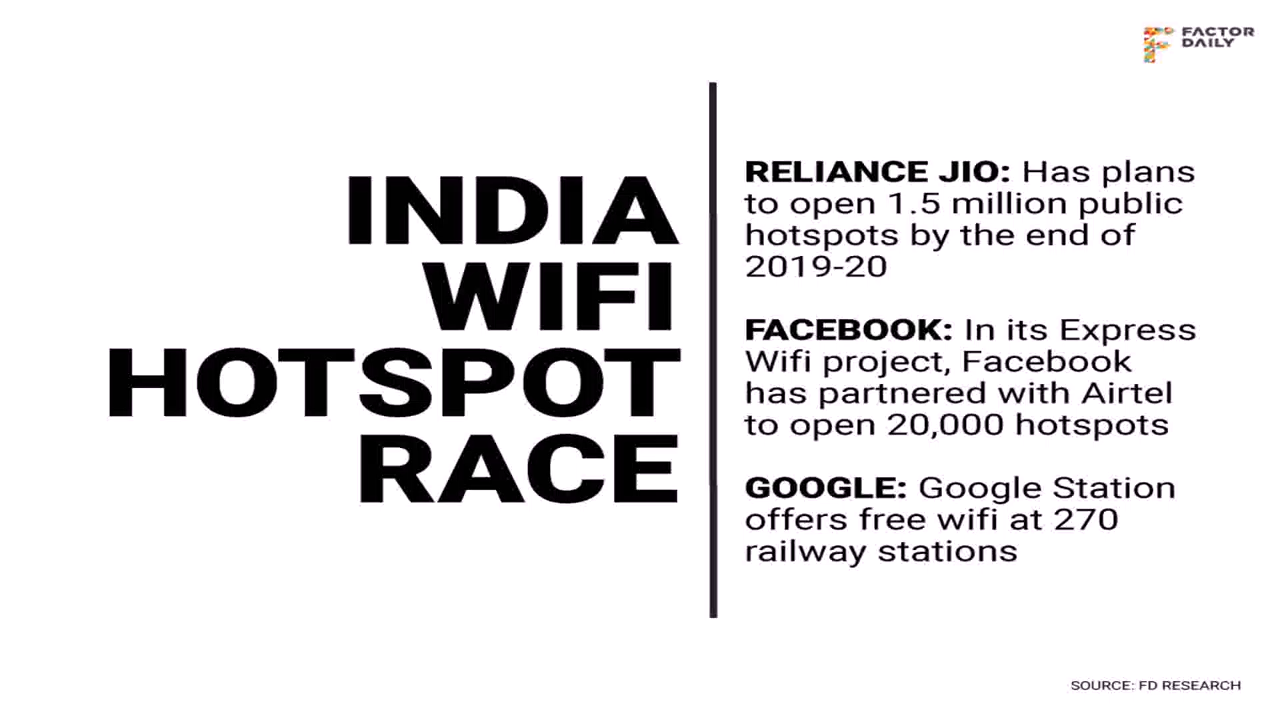 FACTOR
DAILY
INDIA
WIFI
HOTSPOT
RACE
RELIANCE JIO: Has plans
to open 1.5 million public
hotspots by the end of
2019-20
FACEBOOK: In its Express
Wifi project, Facebook
has partnered with Airtel
to open 20,000 hotspots
GOOGLE: Google Station
offers free wifi at 270
railway stations
SOURCE: FD RESEARCH